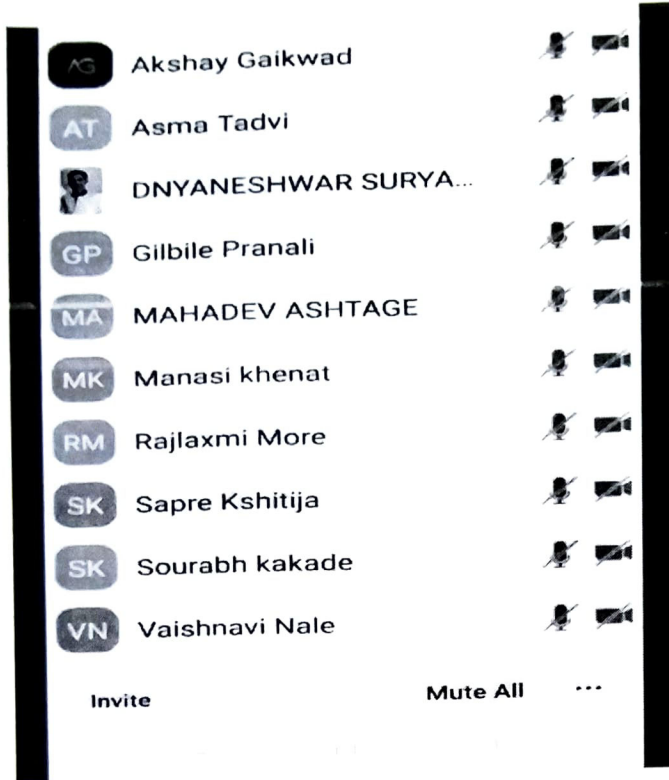 AG Akshay Gaikwad
AT Asma Tadvi
DNYANESHWAR SURYA...
GP Gilbile Pranali
MA MAHADEV ASHTAGE
MK Manasi khenat
RM Rajlaxmi More
SK Sapre Kshitija
SK Sourabh kakade
VN Vaishnavi Nale
Invite Mute All ...